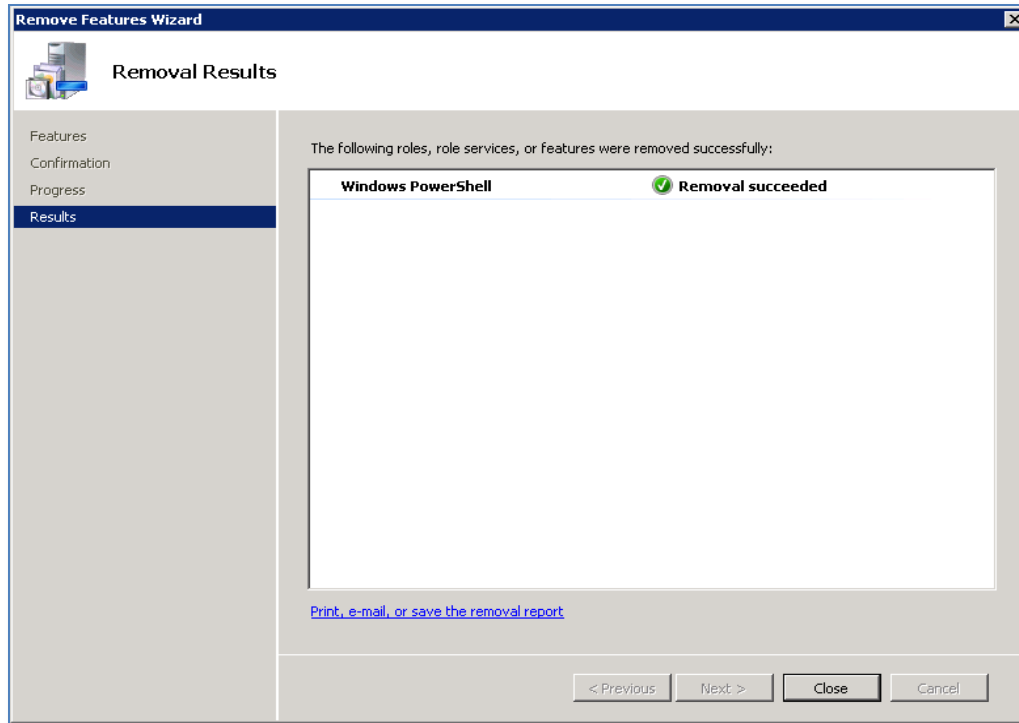 Remove Features Wizard
Removal Results
Features
Confirmation
Progress
Results
The following roles, role services, or features were removed successfully:
Windows PowerShell Removal succeeded
Print, e-mail, or save the removal report
< Previous Next > Close Cancel